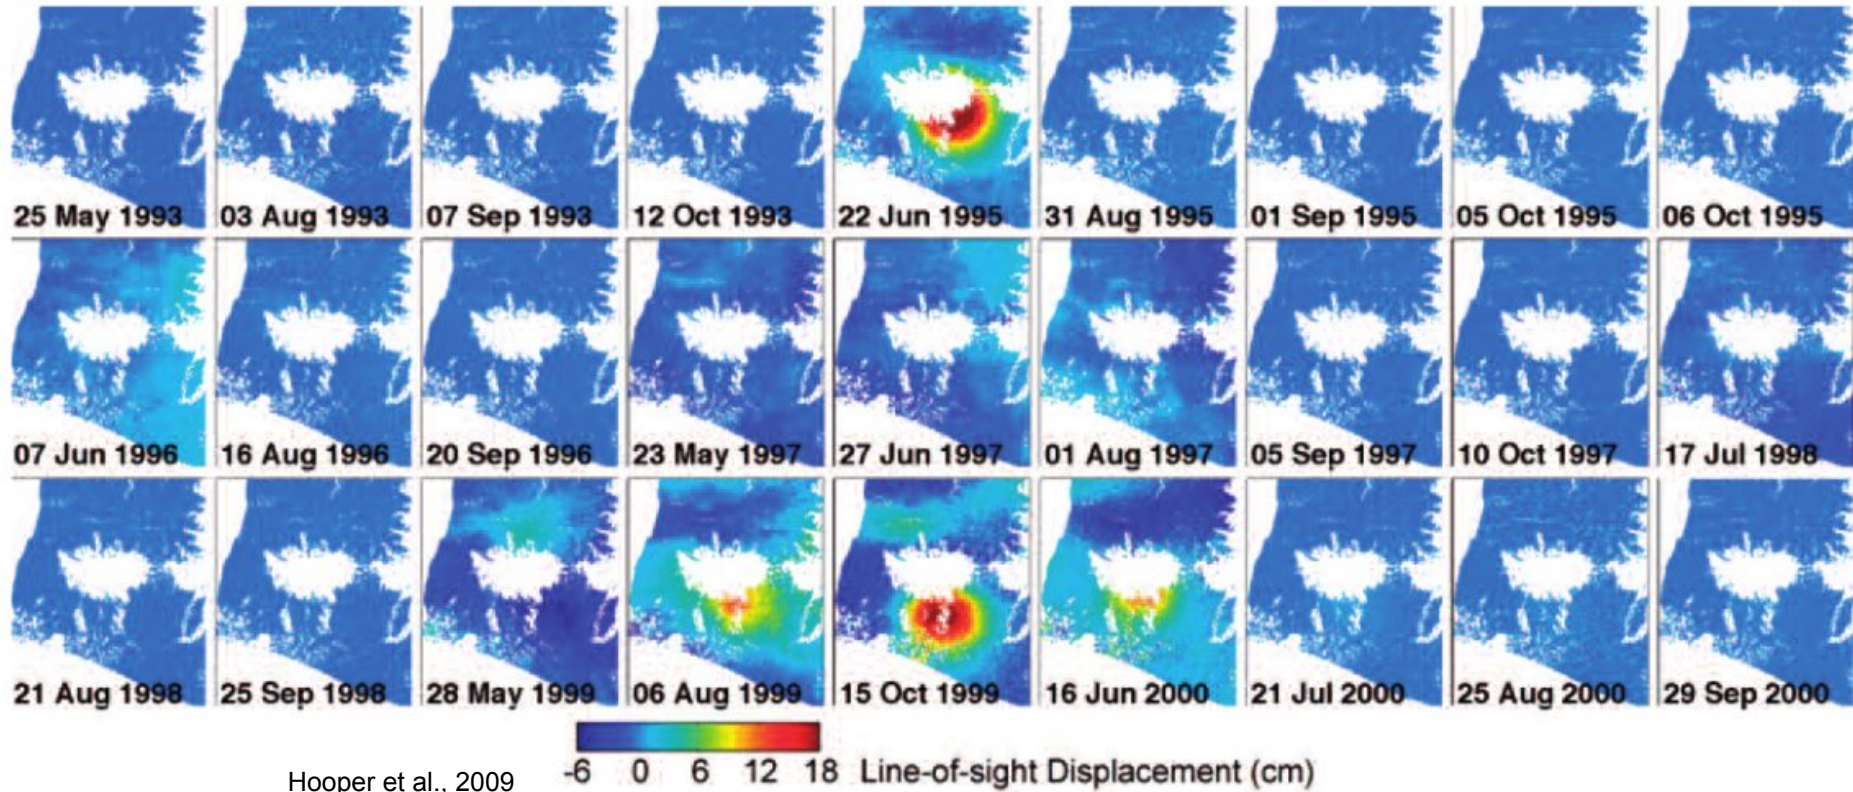 25 May 1993 03 Aug 1993 07 Sep 1993 12 Oct 1993 22 Jun 1995 31 Aug 1995 01 Sep 1995 05 Oct 1995 06 Oct 1995
07 Jun 1996 16 Aug 1996 20 Sep 1996 23 May 1997 27 Jun 1997 01 Aug 1997 05 Sep 1997 10 Oct 1997 17 Jul 1998
21 Aug 1998 25 Sep 1998 28 May 1999 06 Aug 1999 15 Oct 1999 16 Jun 2000 21 Jul 2000 25 Aug 2000 29 Sep 2000
-6 0 6 12 18 Line-of-sight Displacement (cm)
Hooper et al., 2009